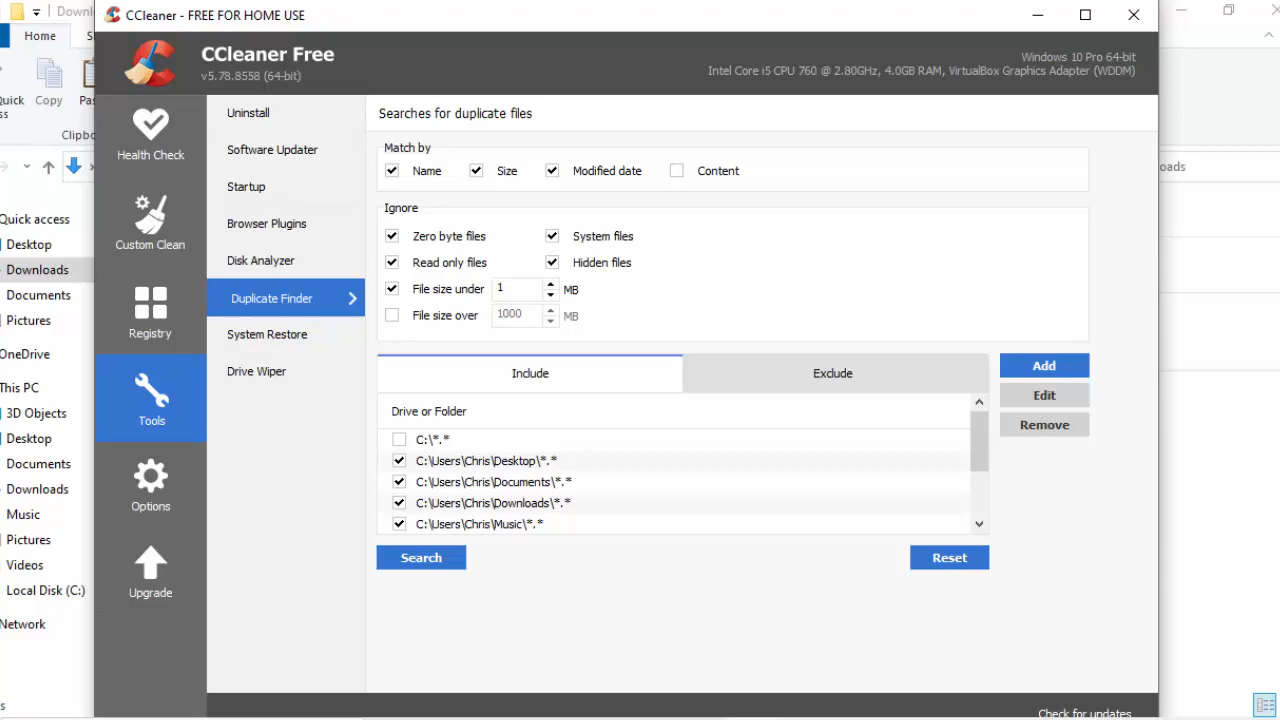 Downl
CCleaner - FREE FOR HOME USE
Home
CCleaner Free
v5.78.8558 (64-bit)
Windows 10 Pro 64-bit
Intel Core i5 CPU 760 @ 2.80GHz, 4.0GB RAM, VirtualBox Graphics Adapter (WDDM)
Quick
Copy
Pas
ss
Clipbo
oads
Quick access
Desktop
Downloads
Documents
Pictures
OneDrive
This PC
3D Objects
Desktop
Documents
Downloads
Music
Pictures
Videos
Local Disk (C:)
Network
s
Health Check
Custom Clean
Registry
Tools
Options
Upgrade
Uninstall
Software Updater
Startup
Browser Plugins
Disk Analyzer
Duplicate Finder
System Restore
Drive Wiper
Searches for duplicate files
Match by
Name Size Modified date Content
Ignore
Zero byte files System files
Read only files Hidden files
File size under 1 MB
File size over 1000 MB
Include Exclude
Add
Edit
Remove
Drive or Folder
C:\*.*
C:\Users\Chris\Desktop\*.*
C:\Users\Chris\Documents\*.*
C:\Users\Chris\Downloads\*.*
C:\Users\Chris\Music\*.*
Search Reset
Check for updates